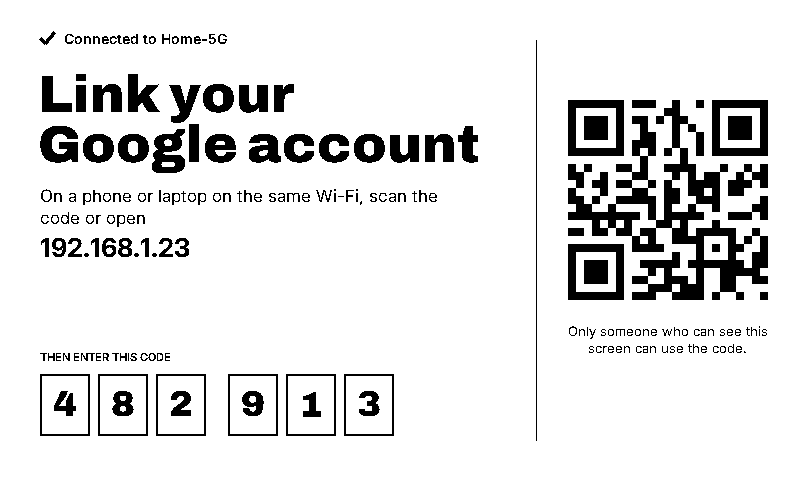 Connected to Home-5G
Link your
Google account
On a phone or laptop on the same Wi-Fi, scan the
code or open
192.168.1.23
THEN ENTER THIS CODE
4 8 2 9 1 3
Only someone who can see this
screen can use the code.